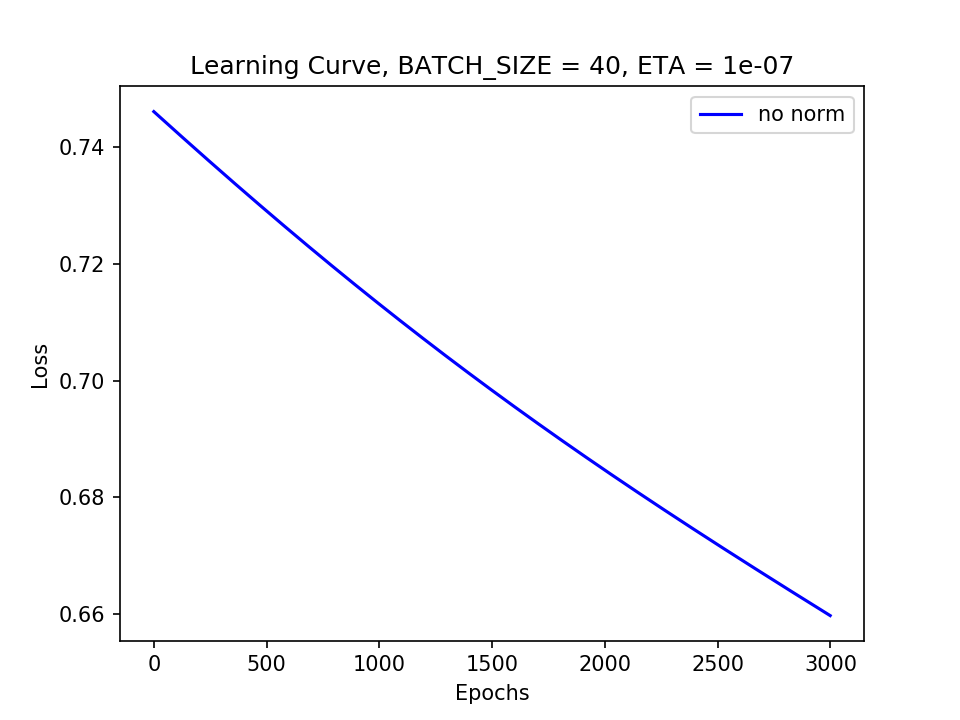 Learning Curve, BATCH_SIZE = 40, ETA = 1e-07
no norm
0.74
0.72
0.70
0.68
0.66
Loss
0 500 1000 1500 2000 2500 3000
Epochs